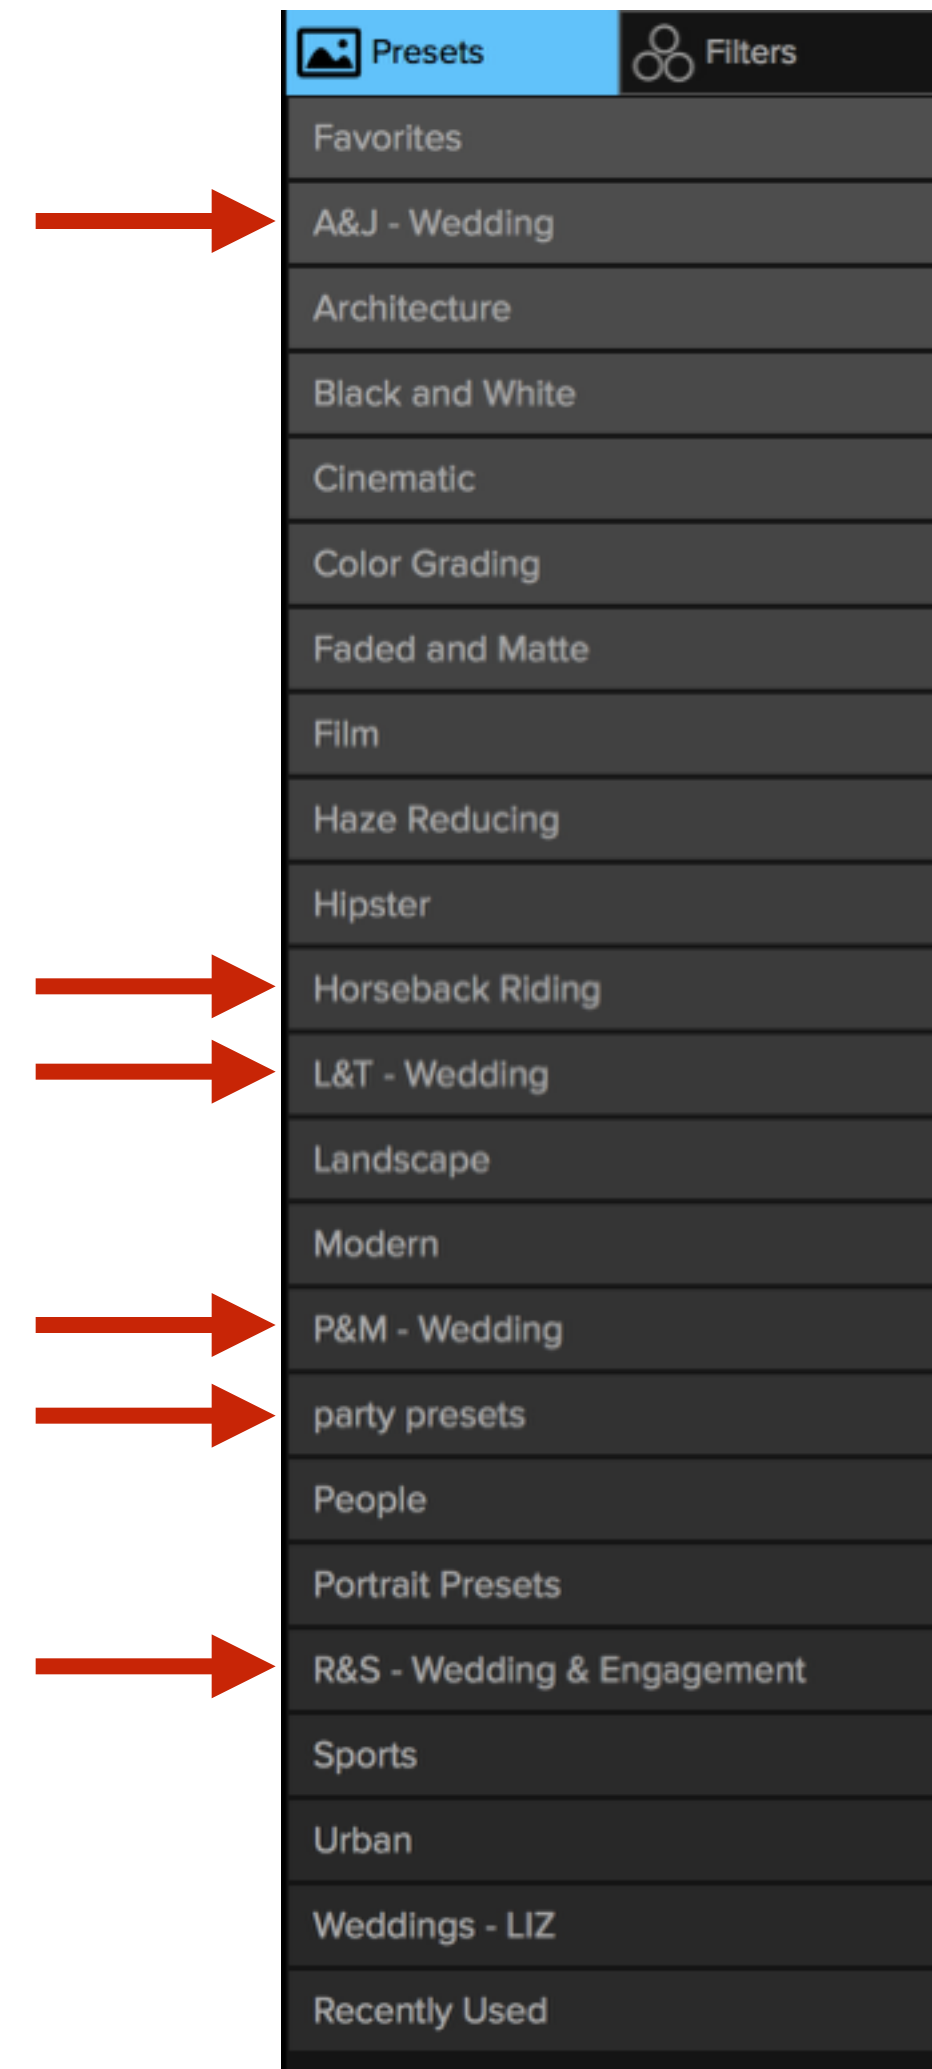 Presets Filters
Favorites
A&J - Wedding
Architecture
Black and White
Cinematic
Color Grading
Faded and Matte
Film
Haze Reducing
Hipster
Horseback Riding
L&T - Wedding
Landscape
Modern
P&M - Wedding
party presets
People
Portrait Presets
R&S - Wedding & Engagement
Sports
Urban
Weddings - LIZ
Recently Used